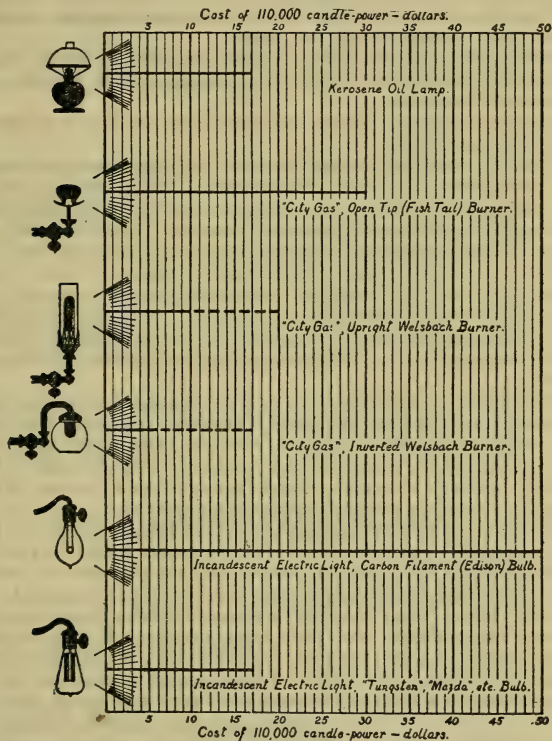 Cost of 110,000 candle-power – dollars.
5 10 15 20 25 30 35 40 45 50
Kerosene Oil Lamp.
"City Gas", Open Tip (Fish Tail) Burner.
"City Gas", Upright Welsbach Burner.
"City Gas", Inverted Welsbach Burner.
Incandescent Electric Light, Carbon Filament (Edison) Bulb.
Incandescent Electric Light, "Tungsten", "Mazda", etc. Bulb.
5 10 15 20 25 30 35 40 45 50
Cost of 110,000 candle-power – dollars.